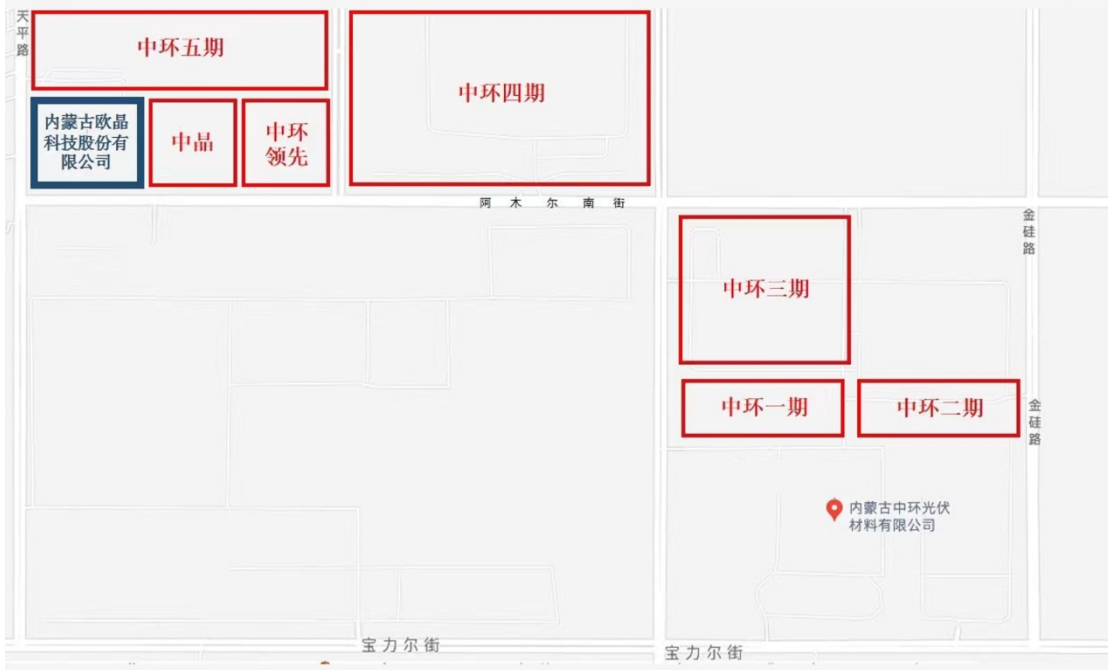 天平路
中环五期
中环四期
内蒙古欧晶
科技股份有
限公司
中晶
中环
领先
阿木尔南街
金硅路
中环三期
中环一期
中环二期
金硅路
内蒙古中环光伏
材料有限公司
宝力尔街
宝力尔街